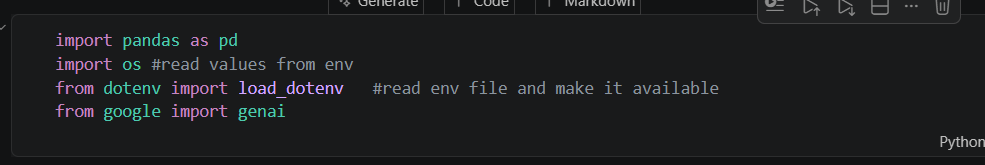 Generate Code Markdown
import pandas as pd
import os #read values from env
from dotenv import load_dotenv   #read env file and make it available
from google import genai
Python